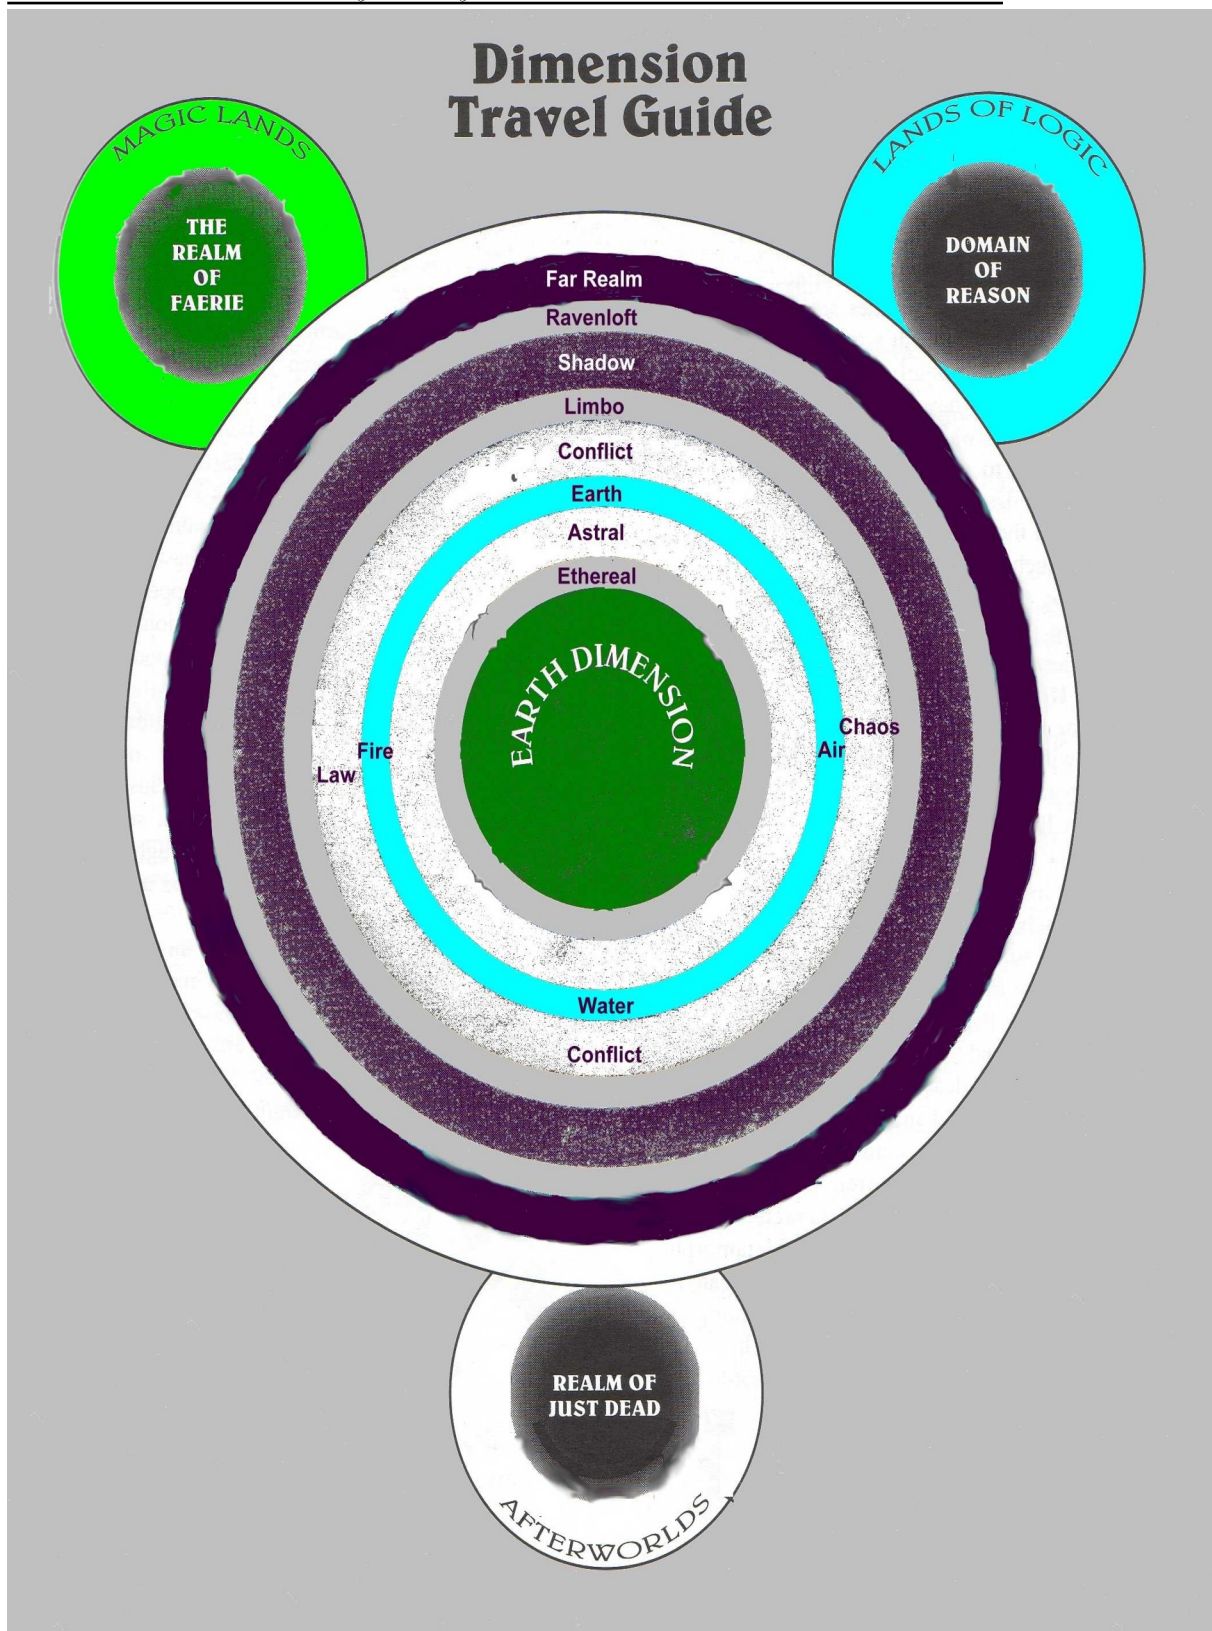 Dimension
Travel Guide
MAGIC LANDS
THE
REALM
OF
FAERIE
LANDS OF LOGIC
DOMAIN
OF
REASON
Far Realm
Ravenloft
Shadow
Limbo
Conflict
Earth
Astral
Ethereal
EARTH DIMENSION
Chaos
Air
Fire
Law
Water
Conflict
REALM OF
JUST DEAD
AFTERWORLDS